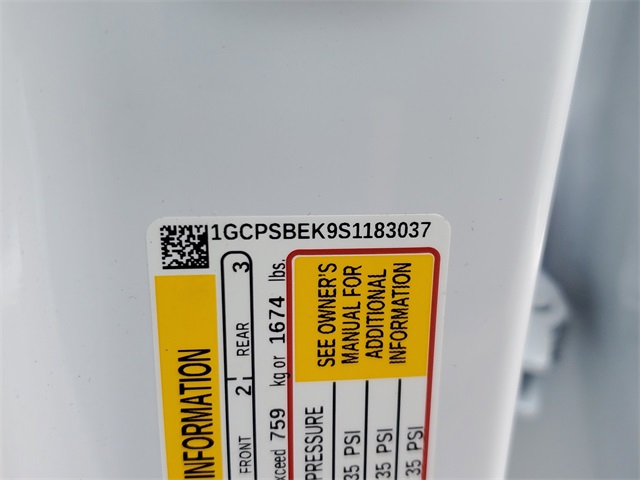 1GCPSBEK9S1183037
INFORMATION
FRONT 2 REAR 3
xceed 759 kg or 1674 lbs.
PRESSURE
35 PSI
35 PSI
35 PSI
SEE OWNER'S
MANUAL FOR
ADDITIONAL
INFORMATION